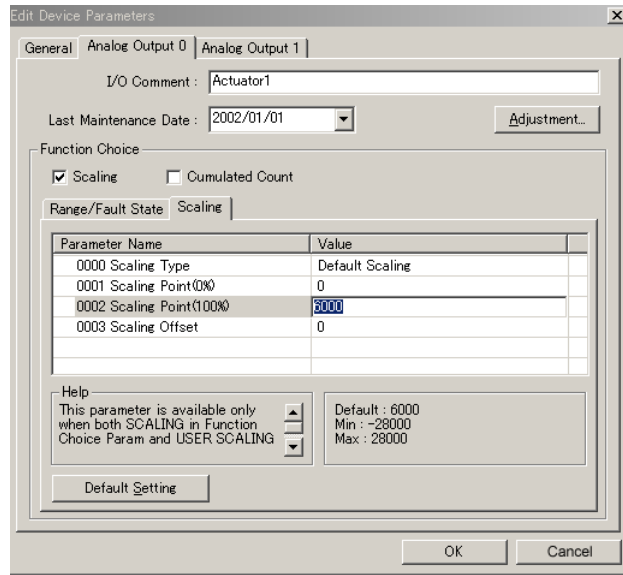 Edit Device Parameters
General Analog Output 0 Analog Output 1
I/O Comment : Actuator1
Last Maintenance Date : 2002/01/01 Adjustment...
Function Choice
Scaling Cumulated Count
Range/Fault State Scaling
Parameter Name Value
0000 Scaling Type Default Scaling
0001 Scaling Point(0%) 0
0002 Scaling Point(100%) 6000
0003 Scaling Offset 0
Help
This parameter is available only
when both SCALING in Function
Choice Param and USER SCALING
Default : 6000
Min : -28000
Max : 28000
Default Setting
OK Cancel